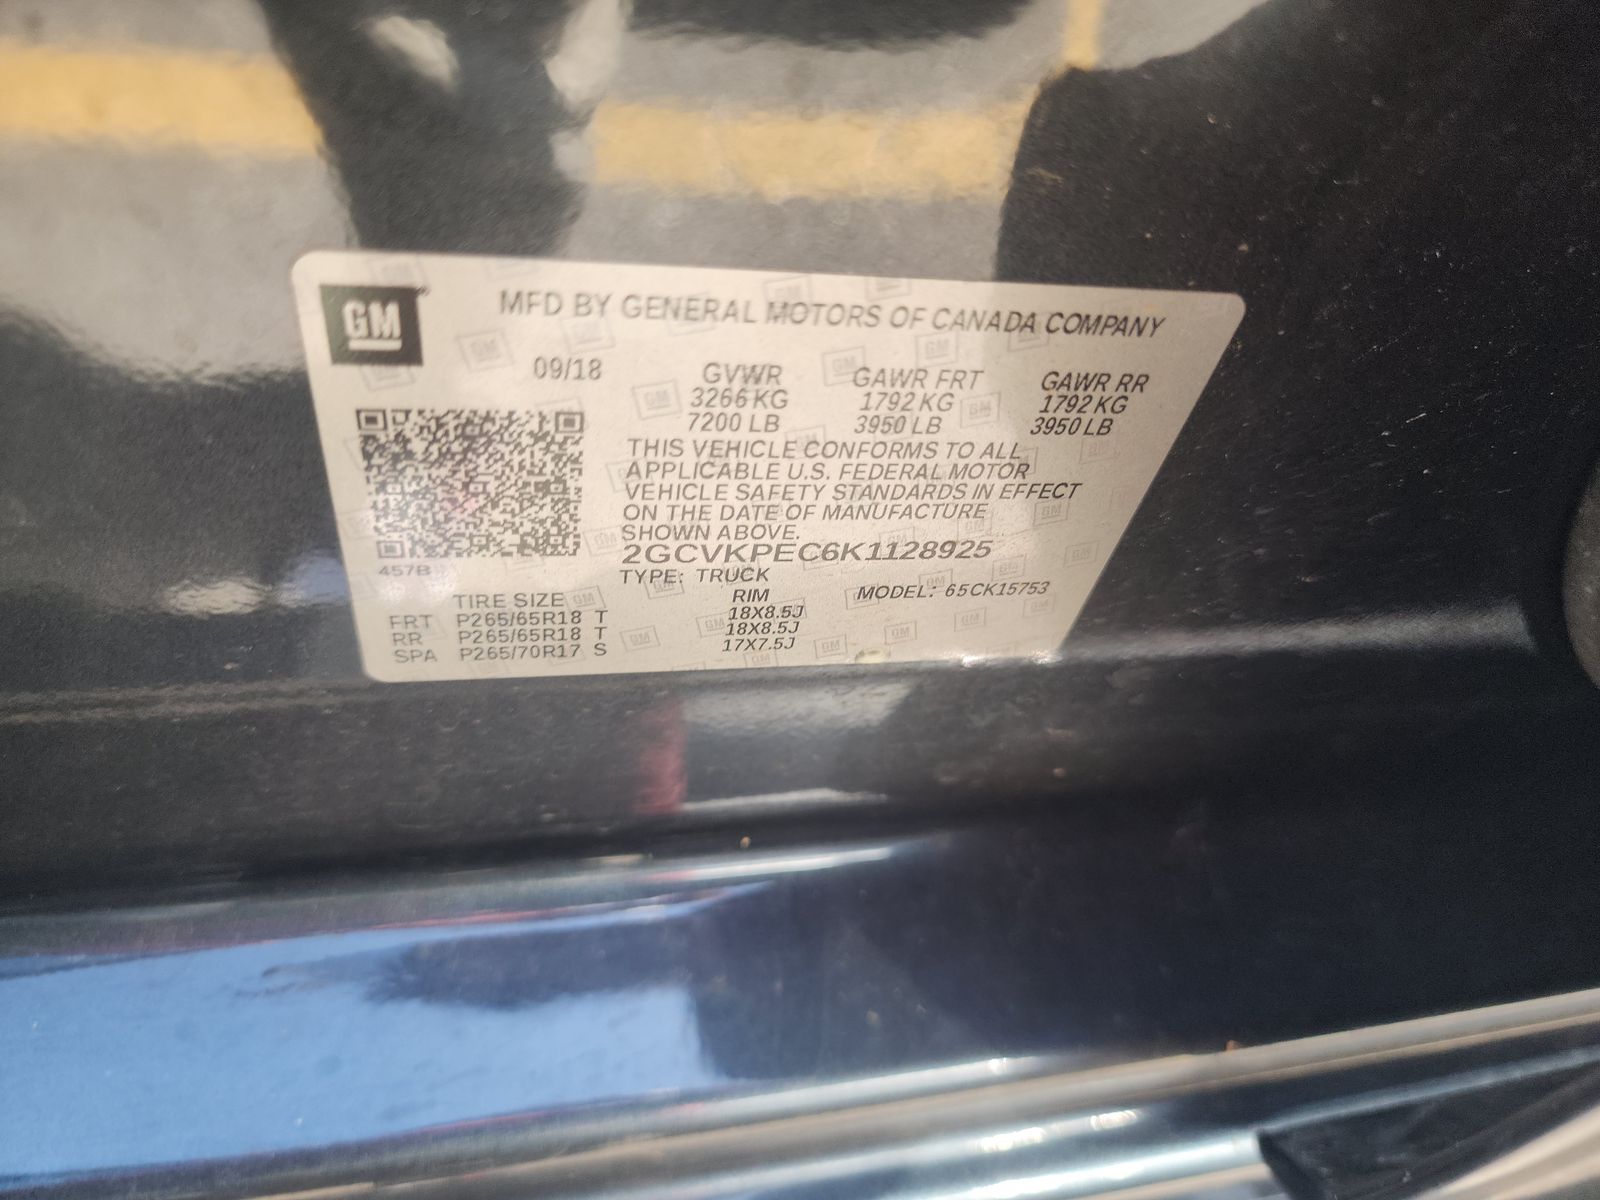 GM
MFD BY GENERAL MOTORS OF CANADA COMPANY
09/18
GVWR GAWR FRT GAWR RR
3266 KG 1792 KG 1792 KG
7200 LB 3950 LB 3950 LB
THIS VEHICLE CONFORMS TO ALL
APPLICABLE U.S. FEDERAL MOTOR
VEHICLE SAFETY STANDARDS IN EFFECT
ON THE DATE OF MANUFACTURE
SHOWN ABOVE.
2GCVKPEC6K1128925
457B
TYPE: TRUCK
MODEL: 65CK15753
TIRE SIZE RIM
FRT P265/65R18 T 18X8.5J
RR P265/65R18 T 18X8.5J
SPA P265/70R17 S 17X7.5J